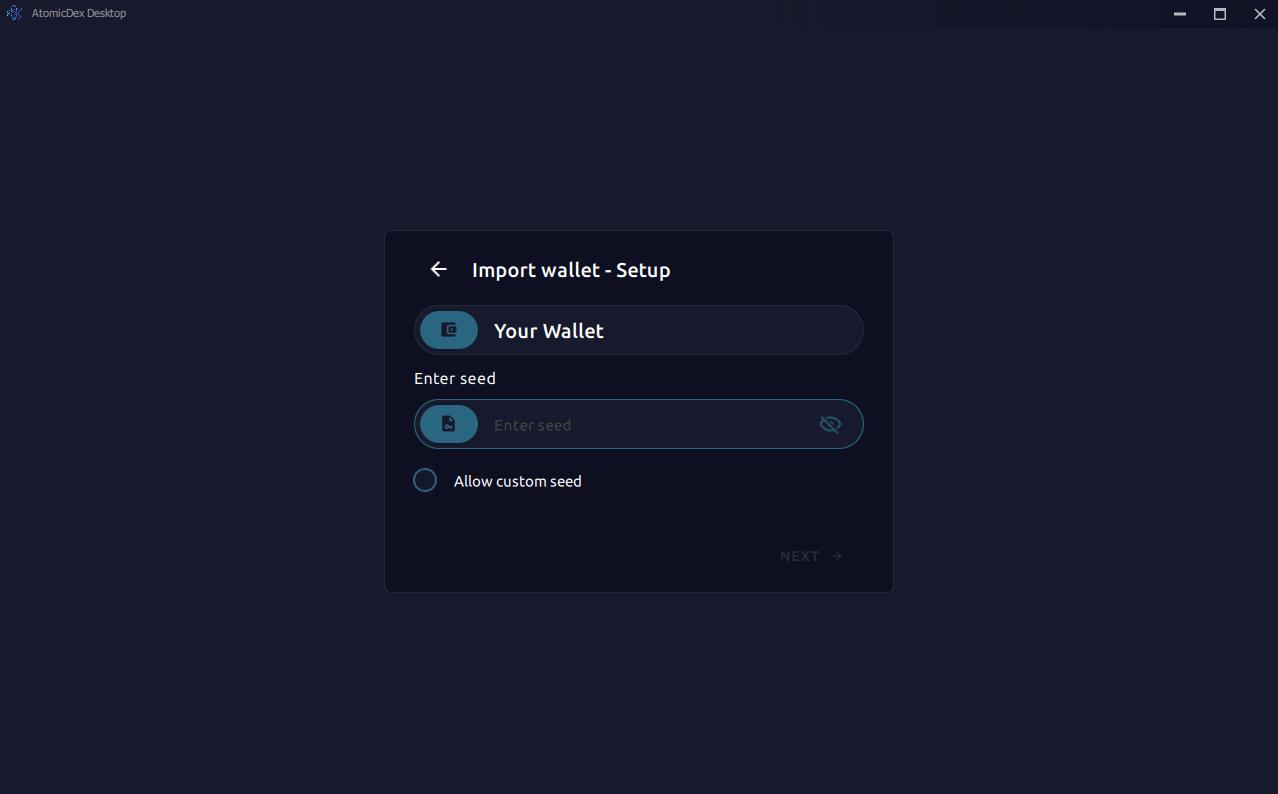 AtomicDex Desktop
Import wallet - Setup
Your Wallet
Enter seed
Enter seed
Allow custom seed
NEXT